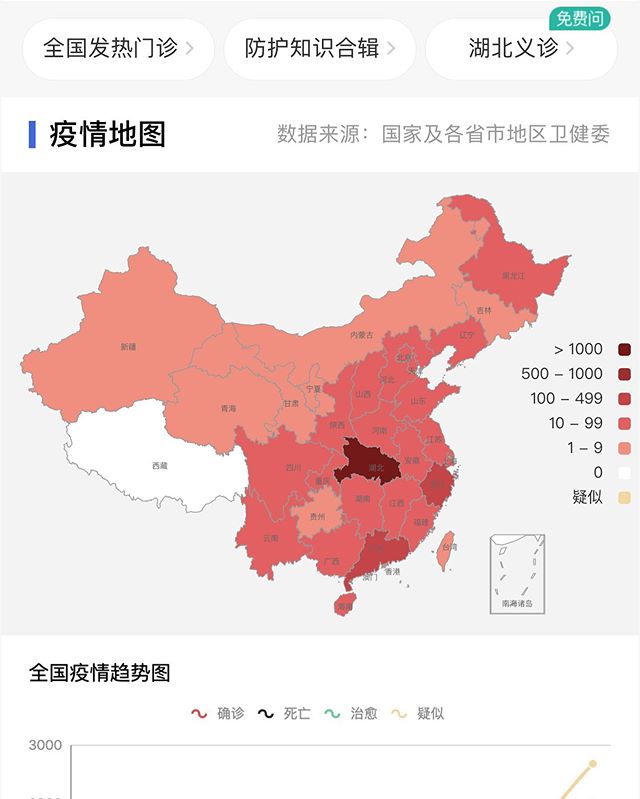 免费问
全国发热门诊 >
防护知识合辑 >
湖北义诊 >
疫情地图
数据来源：国家及各省市地区卫健委
黑龙江
吉林
辽宁
内蒙古
新疆
北京
天津
河北
宁夏
山西
山东
甘肃
青海
陕西
河南
江苏
西藏
四川
湖北
安徽
上海
重庆
浙江
湖南
江西
贵州
福建
云南
台湾
广西
香港
澳门
海南
南海诸岛
> 1000
500 – 1000
100 – 499
10 – 99
1 – 9
0
疑似
全国疫情趋势图
确诊 死亡 治愈 疑似
3000